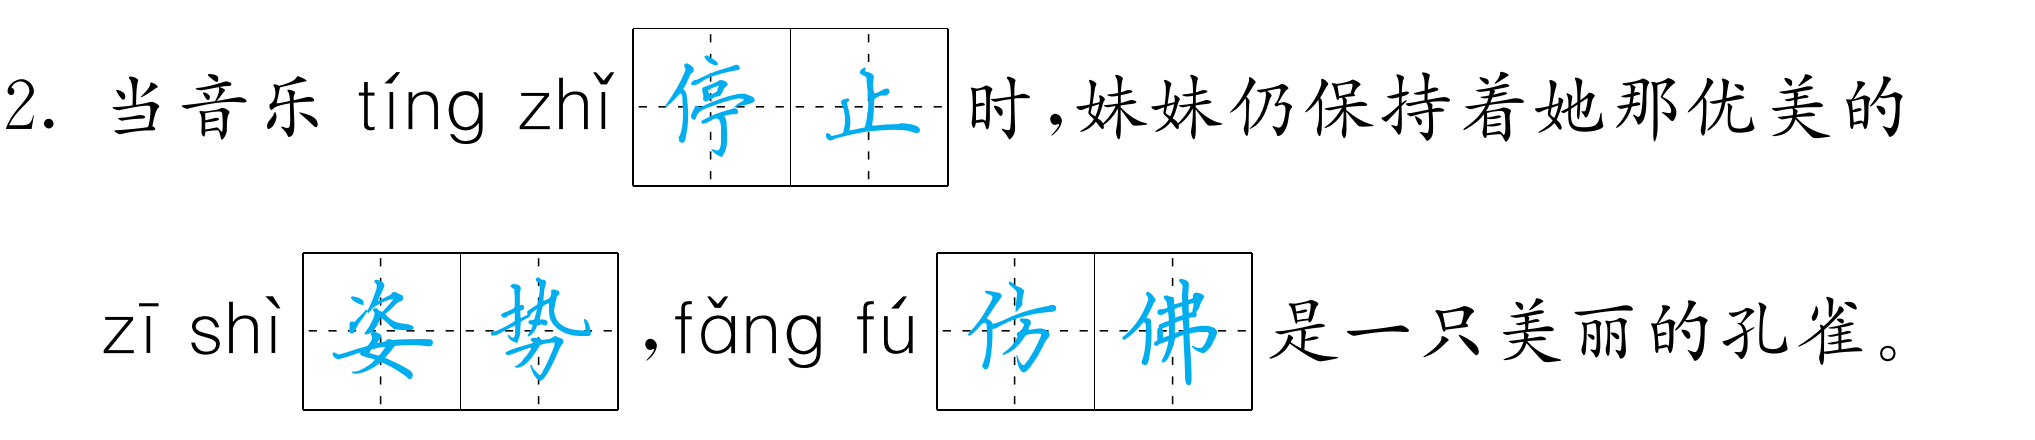 2. 当音乐 tíng zhǐ 停止时,妹妹仍保持着她那优美的
zī shì 姿势,fǎng fú 仿佛是一只美丽的孔雀。